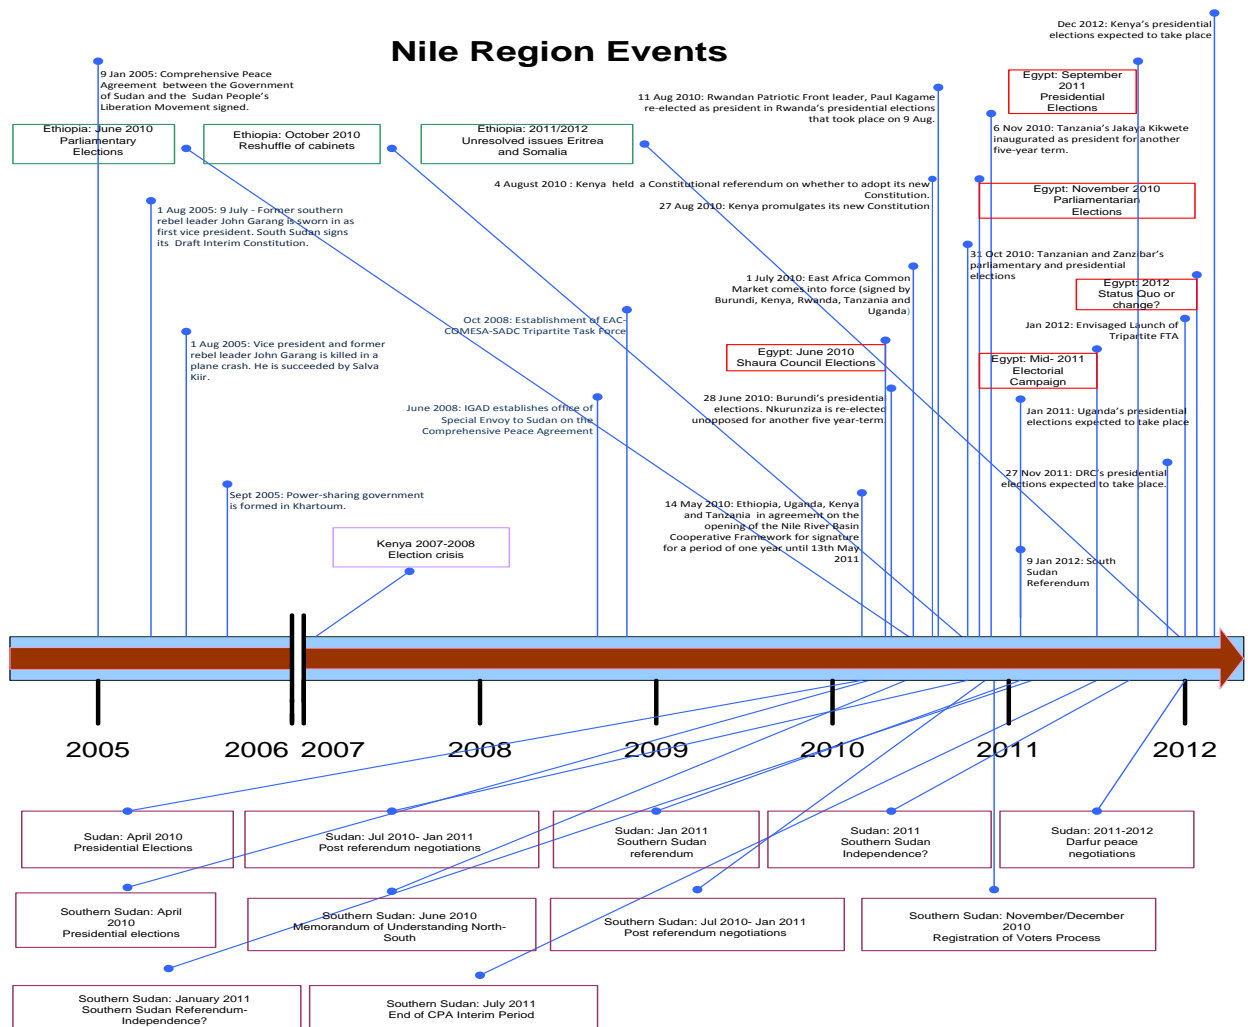 Nile Region Events
Dec 2012: Kenya's presidential
elections expected to take place
9 Jan 2005: Comprehensive Peace
Agreement between the Government
of Sudan and the Sudan People's
Liberation Movement signed.
Ethiopia: June 2010
Parliamentary
Elections
Ethiopia: October 2010
Reshuffle of cabinets
Ethiopia: 2011/2012
Unresolved issues Eritrea
and Somalia
11 Aug 2010: Rwandan Patriotic Front leader, Paul Kagame
re-elected as president in Rwanda's presidential elections
that took place on 9 Aug.
Egypt: September
2011
Presidential
Elections
6 Nov 2010: Tanzania's Jakaya Kikwete
inaugurated as president for another
five-year term.
4 August 2010 : Kenya held a Constitutional referendum on whether to adopt its new
Constitution.
27 Aug 2010: Kenya promulgates its new Constitution
Egypt: November 2010
Parliamentarian
Elections
1 Aug 2005: 9 July - Former southern
rebel leader John Garang is sworn in as
first vice president. South Sudan signs
its Draft Interim Constitution.
31 Oct 2010: Tanzanian and Zanzibar's
parliamentary and presidential
elections
1 July 2010: East Africa Common
Market comes into force (signed by
Burundi, Kenya, Rwanda, Tanzania and
Uganda)
Egypt: 2012
Status Quo or
change?
Oct 2008: Establishment of EAC-
COMESA-SADC Tripartite Task Force
Jan 2012: Envisaged Launch of
Tripartite FTA
1 Aug 2005: Vice president and former
rebel leader John Garang is killed in a
plane crash. He is succeeded by Salva
Kiir.
Egypt: June 2010
Shaura Council Elections
Egypt: Mid- 2011
Electorial
Campaign
June 2008: IGAD establishes office of
Special Envoy to Sudan on the
Comprehensive Peace Agreement
28 June 2010: Burundi's presidential
elections. Nkurunziza is re-elected
unopposed for another five year-term.
Jan 2011: Uganda's presidential
elections expected to take place
27 Nov 2011: DRC's presidential
elections expected to take place.
Sept 2005: Power-sharing government
is formed in Khartoum.
14 May 2010: Ethiopia, Uganda, Kenya
and Tanzania in agreement on the
opening of the Nile River Basin
Cooperative Framework for signature
for a period of one year until 13th May
2011
Kenya 2007-2008
Election crisis
9 Jan 2012: South
Sudan
Referendum
2005
2006
2007
2008
2009
2010
2011
2012
Sudan: April 2010
Presidential Elections
Sudan: Jul 2010- Jan 2011
Post referendum negotiations
Sudan: Jan 2011
Southern Sudan
referendum
Sudan: 2011
Southern Sudan
Independence?
Sudan: 2011-2012
Darfur peace
negotiations
Southern Sudan: April
2010
Presidential elections
Southern Sudan: June 2010
Memorandum of Understanding North-
South
Southern Sudan: Jul 2010- Jan 2011
Post referendum negotiations
Southern Sudan: November/December
2010
Registration of Voters Process
Southern Sudan: January 2011
Southern Sudan Referendum-
Independence?
Southern Sudan: July 2011
End of CPA Interim Period